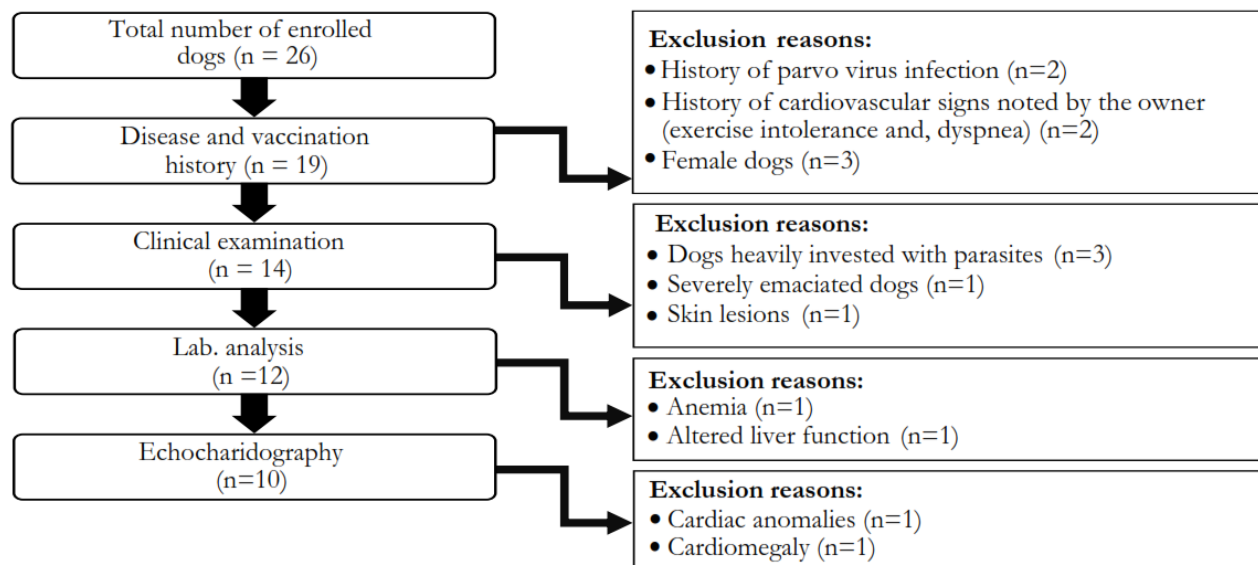 Total number of enrolled
dogs (n = 26)
Exclusion reasons:
• History of parvo virus infection (n=2)
• History of cardiovascular signs noted by the owner
(exercise intolerance and, dyspnea) (n=2)
• Female dogs (n=3)
Disease and vaccination
history (n = 19)
Exclusion reasons:
• Dogs heavily invested with parasites (n=3)
• Severely emaciated dogs (n=1)
• Skin lesions (n=1)
Clinical examination
(n = 14)
Lab. analysis
(n =12)
Exclusion reasons:
• Anemia (n=1)
• Altered liver function (n=1)
Echocharidography
(n=10)
Exclusion reasons:
• Cardiac anomalies (n=1)
• Cardiomegaly (n=1)